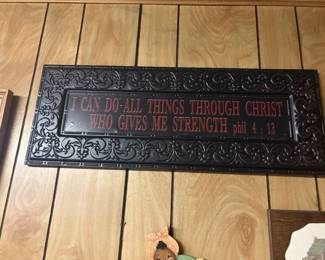 I CAN DO-ALL THINGS THROUGH CHRIST
WHO GIVES ME STRENGTH phil 4 : 13